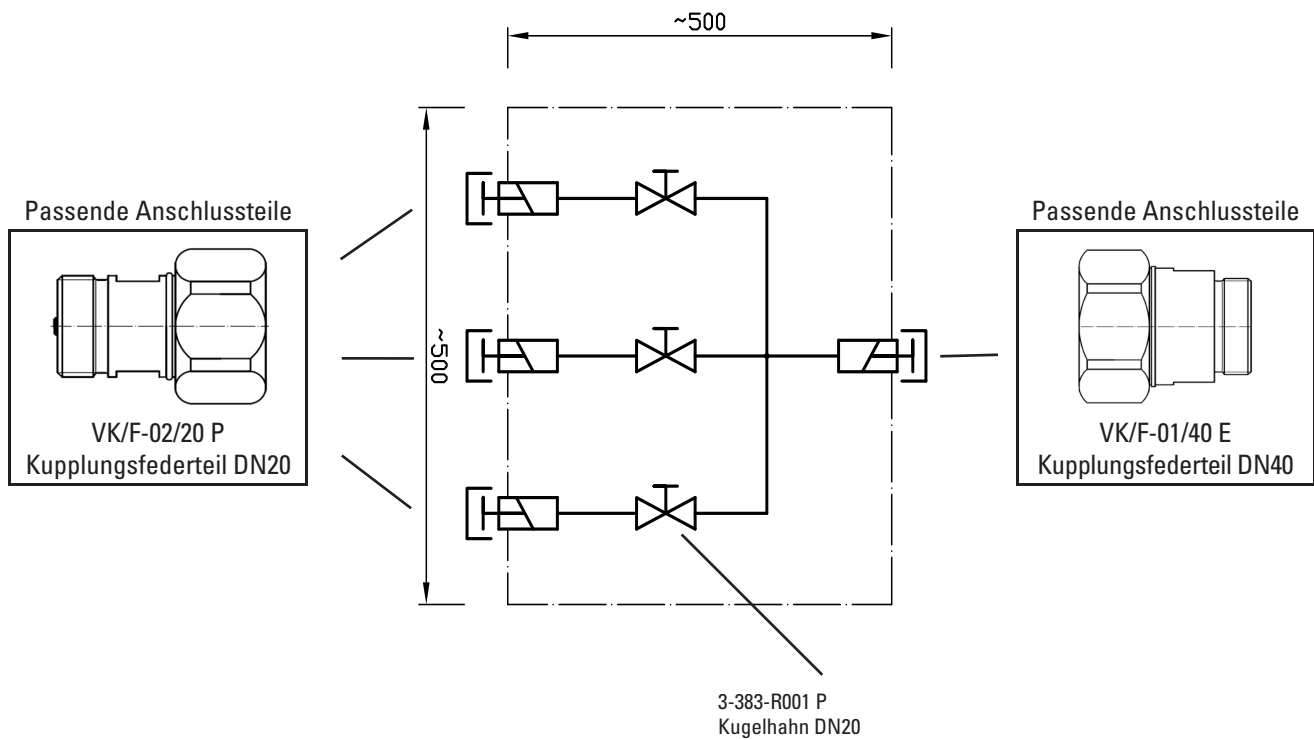 ~500
~500
Passende Anschlussteile
VK/F-02/20 P
Kupplungsfederteil DN20
Passende Anschlussteile
VK/F-01/40 E
Kupplungsfederteil DN40
3-383-R001 P
Kugelhahn DN20